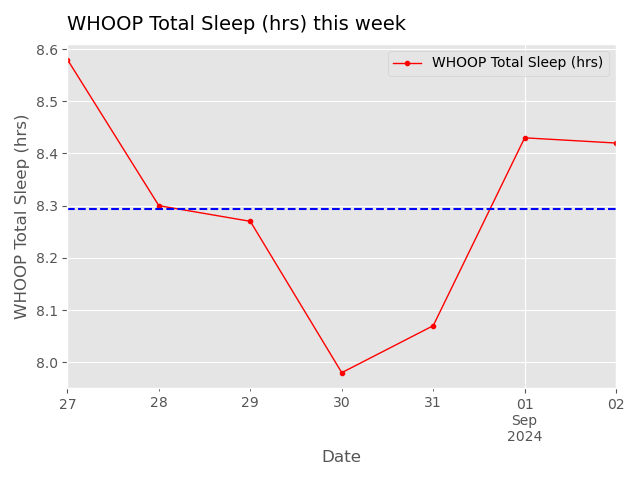 WHOOP Total Sleep (hrs) this week
WHOOP Total Sleep (hrs)
WHOOP Total Sleep (hrs)
8.6
8.5
8.4
8.3
8.2
8.1
8.0
27 28 29 30 31 01 02
Sep
2024
Date